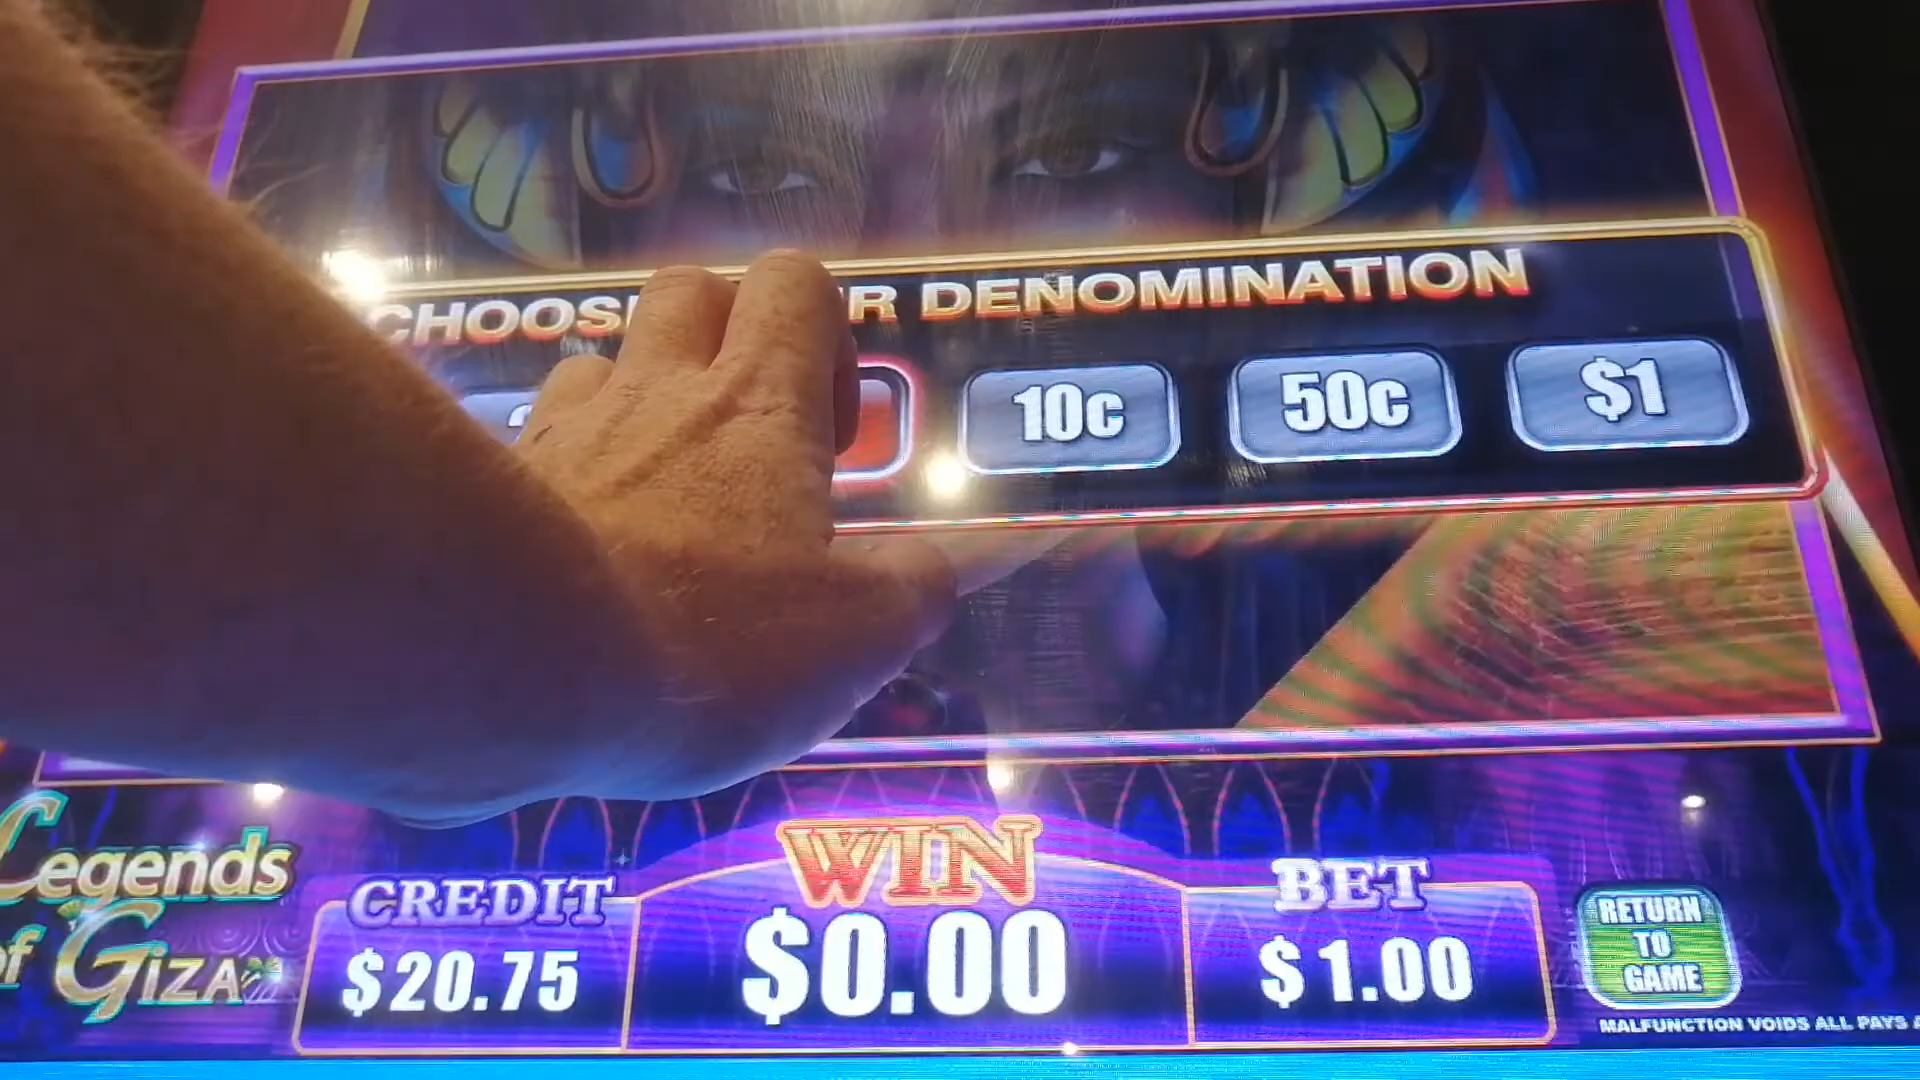 CHOOS R DENOMINATION
10c 50c $1
Legends
of GIZA
CREDIT
$20.75
WIN
$0.00
BET
$1.00
RETURN
TO
GAME
MALFUNCTION VOIDS ALL PAYS